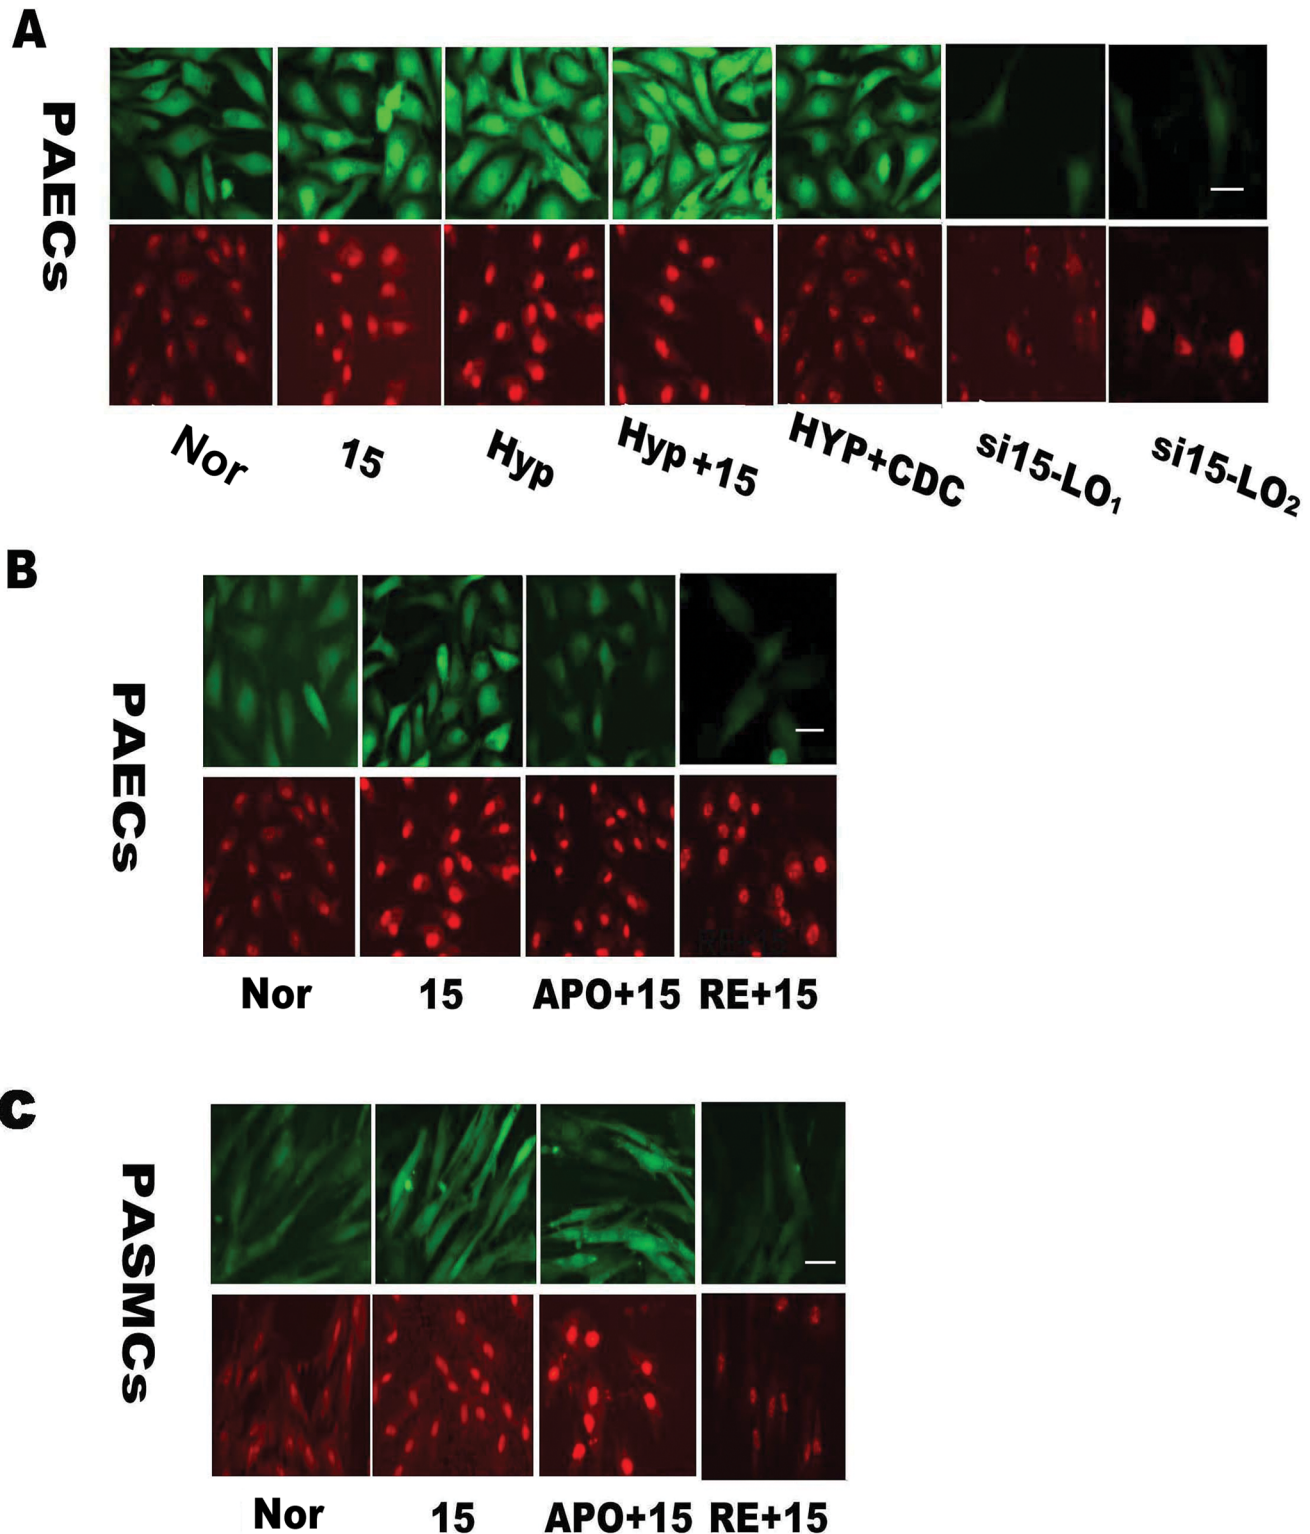 A
PAECs
Nor
15
Hyp
Hyp+15
HYP+CDC
si15-LO₁
si15-LO₂
B
PAECs
Nor
15
APO+15
RE+15
C
PASMCs
Nor
15
APO+15
RE+15